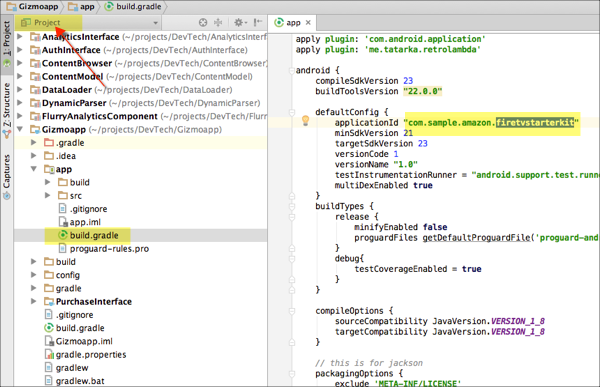 Gizmoapp app build.gradle
1: Project
Z: Structure
Captures
Project
AnalyticsInterface (~/projects/DevTech/AnalyticsInterf
AuthInterface (~/projects/DevTech/AuthInterface)
ContentBrowser (~/projects/DevTech/ContentBrowser)
ContentModel (~/projects/DevTech/ContentModel)
DataLoader (~/projects/DevTech/DataLoader)
DynamicParser (~/projects/DevTech/DynamicParser)
FlurryAnalyticsComponent (~/projects/DevTech/Flur
Gizmoapp (~/projects/DevTech/Gizmoapp)
.gradle
.idea
app
build
src
.gitignore
app.iml
build.gradle
proguard-rules.pro
build
config
gradle
PurchaseInterface
.gitignore
build.gradle
Gizmoapp.iml
gradle.properties
gradlew
gradlew.bat
app
apply plugin: 'com.android.application'
apply plugin: 'me.tatarka.retrolambda'
android {
compileSdkVersion 23
buildToolsVersion "22.0.0"
defaultConfig {
applicationId "com.sample.amazon.firetvstarterkit"
minSdkVersion 21
targetSdkVersion 23
versionCode 1
versionName "1.0"
testInstrumentationRunner = "android.support.test.runne
multiDexEnabled true
}
buildTypes {
release {
minifyEnabled false
proguardFiles getDefaultProguardFile('proguard-and
}
debug{
testCoverageEnabled = true
}
}
compileOptions {
sourceCompatibility JavaVersion.VERSION_1_8
targetCompatibility JavaVersion.VERSION_1_8
}
// this is for jackson
packagingOptions {
exclude 'META-INF/LICENSE'